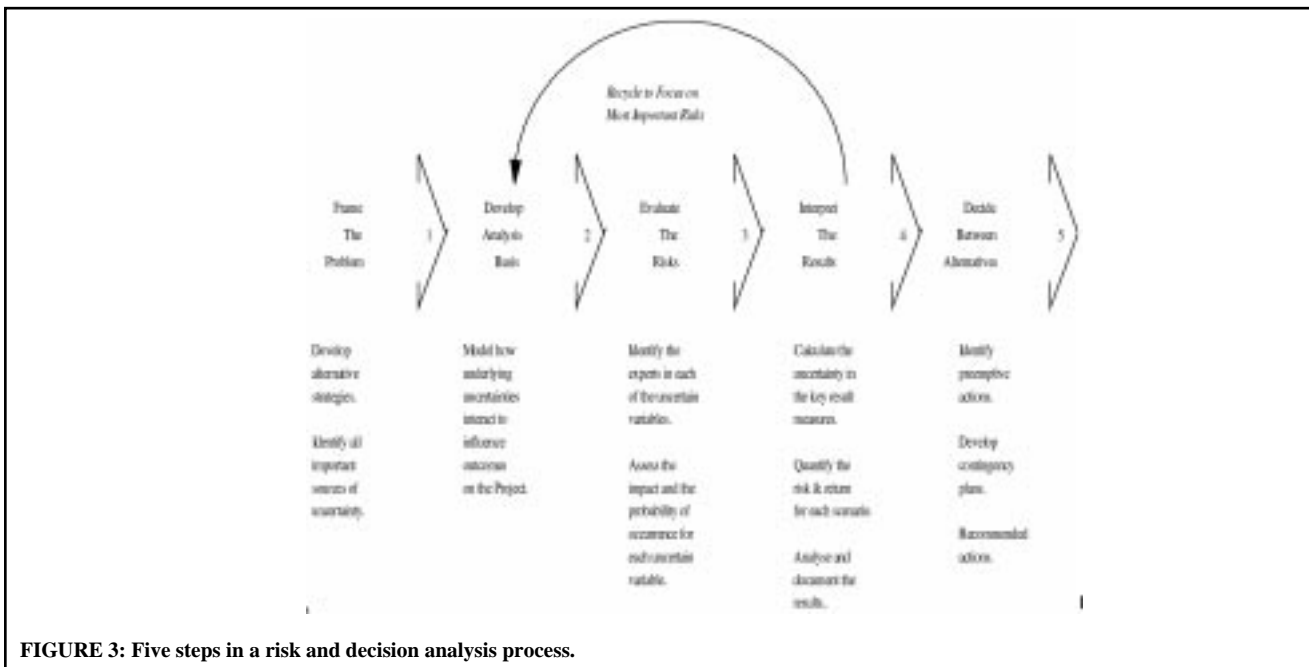 Recycle to Focus on
Most Important Risks
Frame
The
Problem
1
Develop
Analysis
Basis
2
Evaluate
The
Risks
3
Interpret
The
Results
4
Decide
Between
Alternatives
5
Develop
alternative
strategies.
Identify all
important
sources of
uncertainty.
Model how
underlying
uncertainties
interact to
influence
outcomes
on the Project.
Identify the
experts in each
of the uncertain
variables.
Assess the
impact and the
probability of
occurrence for
each uncertain
variable.
Calculate the
uncertainty in
the key result
measures.
Quantify the
risk & return
for each scenario
Analyse and
document the
results.
Identify
preemptive
actions.
Develop
contingency
plans.
Recommended
actions.
FIGURE 3: Five steps in a risk and decision analysis process.